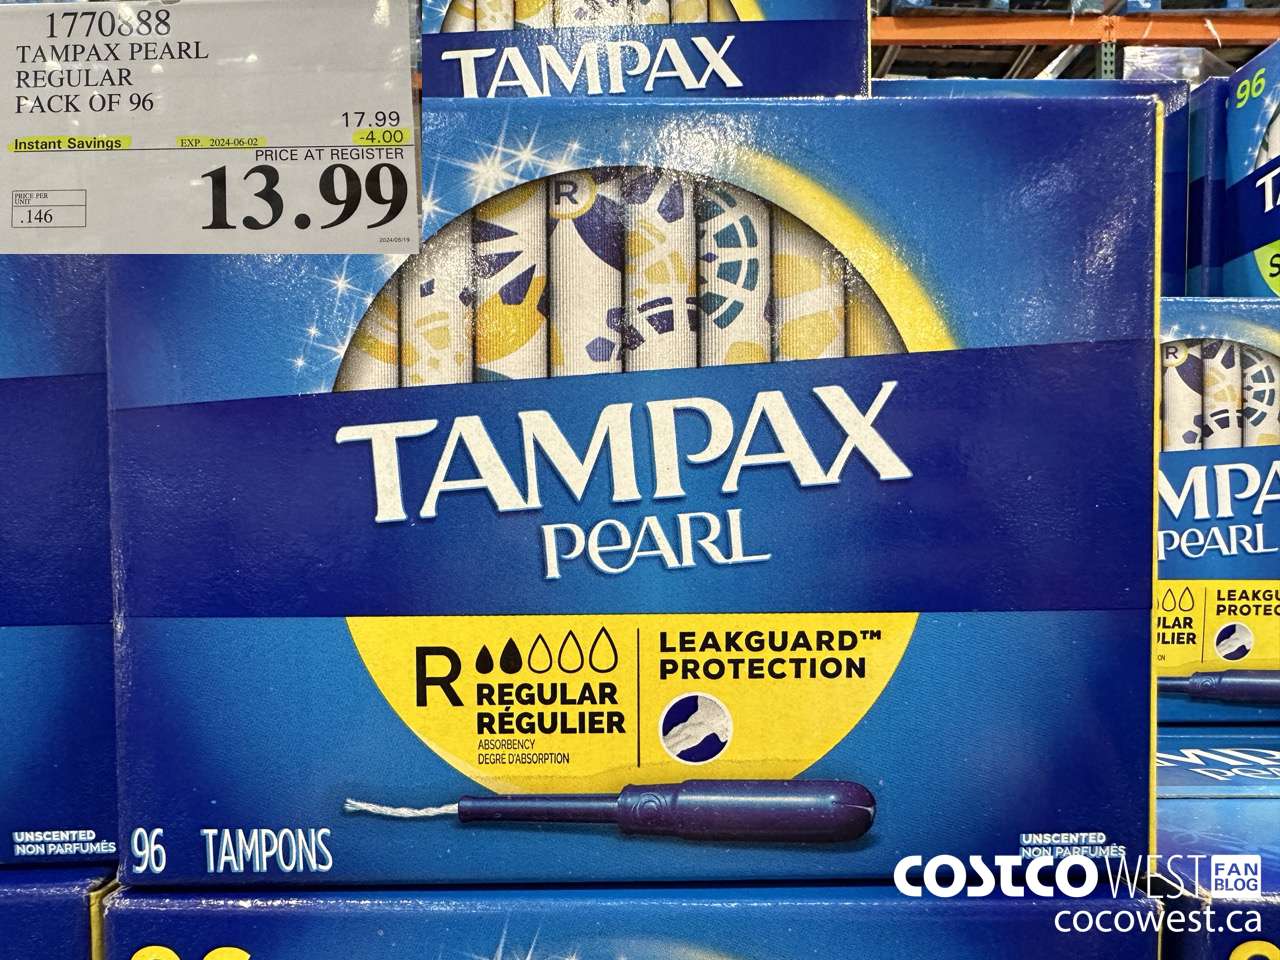 1770888
TAMPAX PEARL
REGULAR
PACK OF 96
17.99
Instant Savings EXP. 2024-06-02 -4.00
PRICE AT REGISTER
13.99
PRICE PER
UNIT
.146
2024/05/19
TAMPAX
96
R
TAMPAX
PEARL
R
REGULAR
RÉGULIER
ABSORBENCY
DEGRÉ D'ABSORPTION
LEAKGUARD™
PROTECTION
96 TAMPONS
UNSCENTED
NON PARFUMÉS
UNSCENTED
NON PARFUMÉS
R
MPA
PEARL
LAR
LIER
LEAKGU
PROTEC
COSTCO WEST FAN
BLOG
cocowest.ca